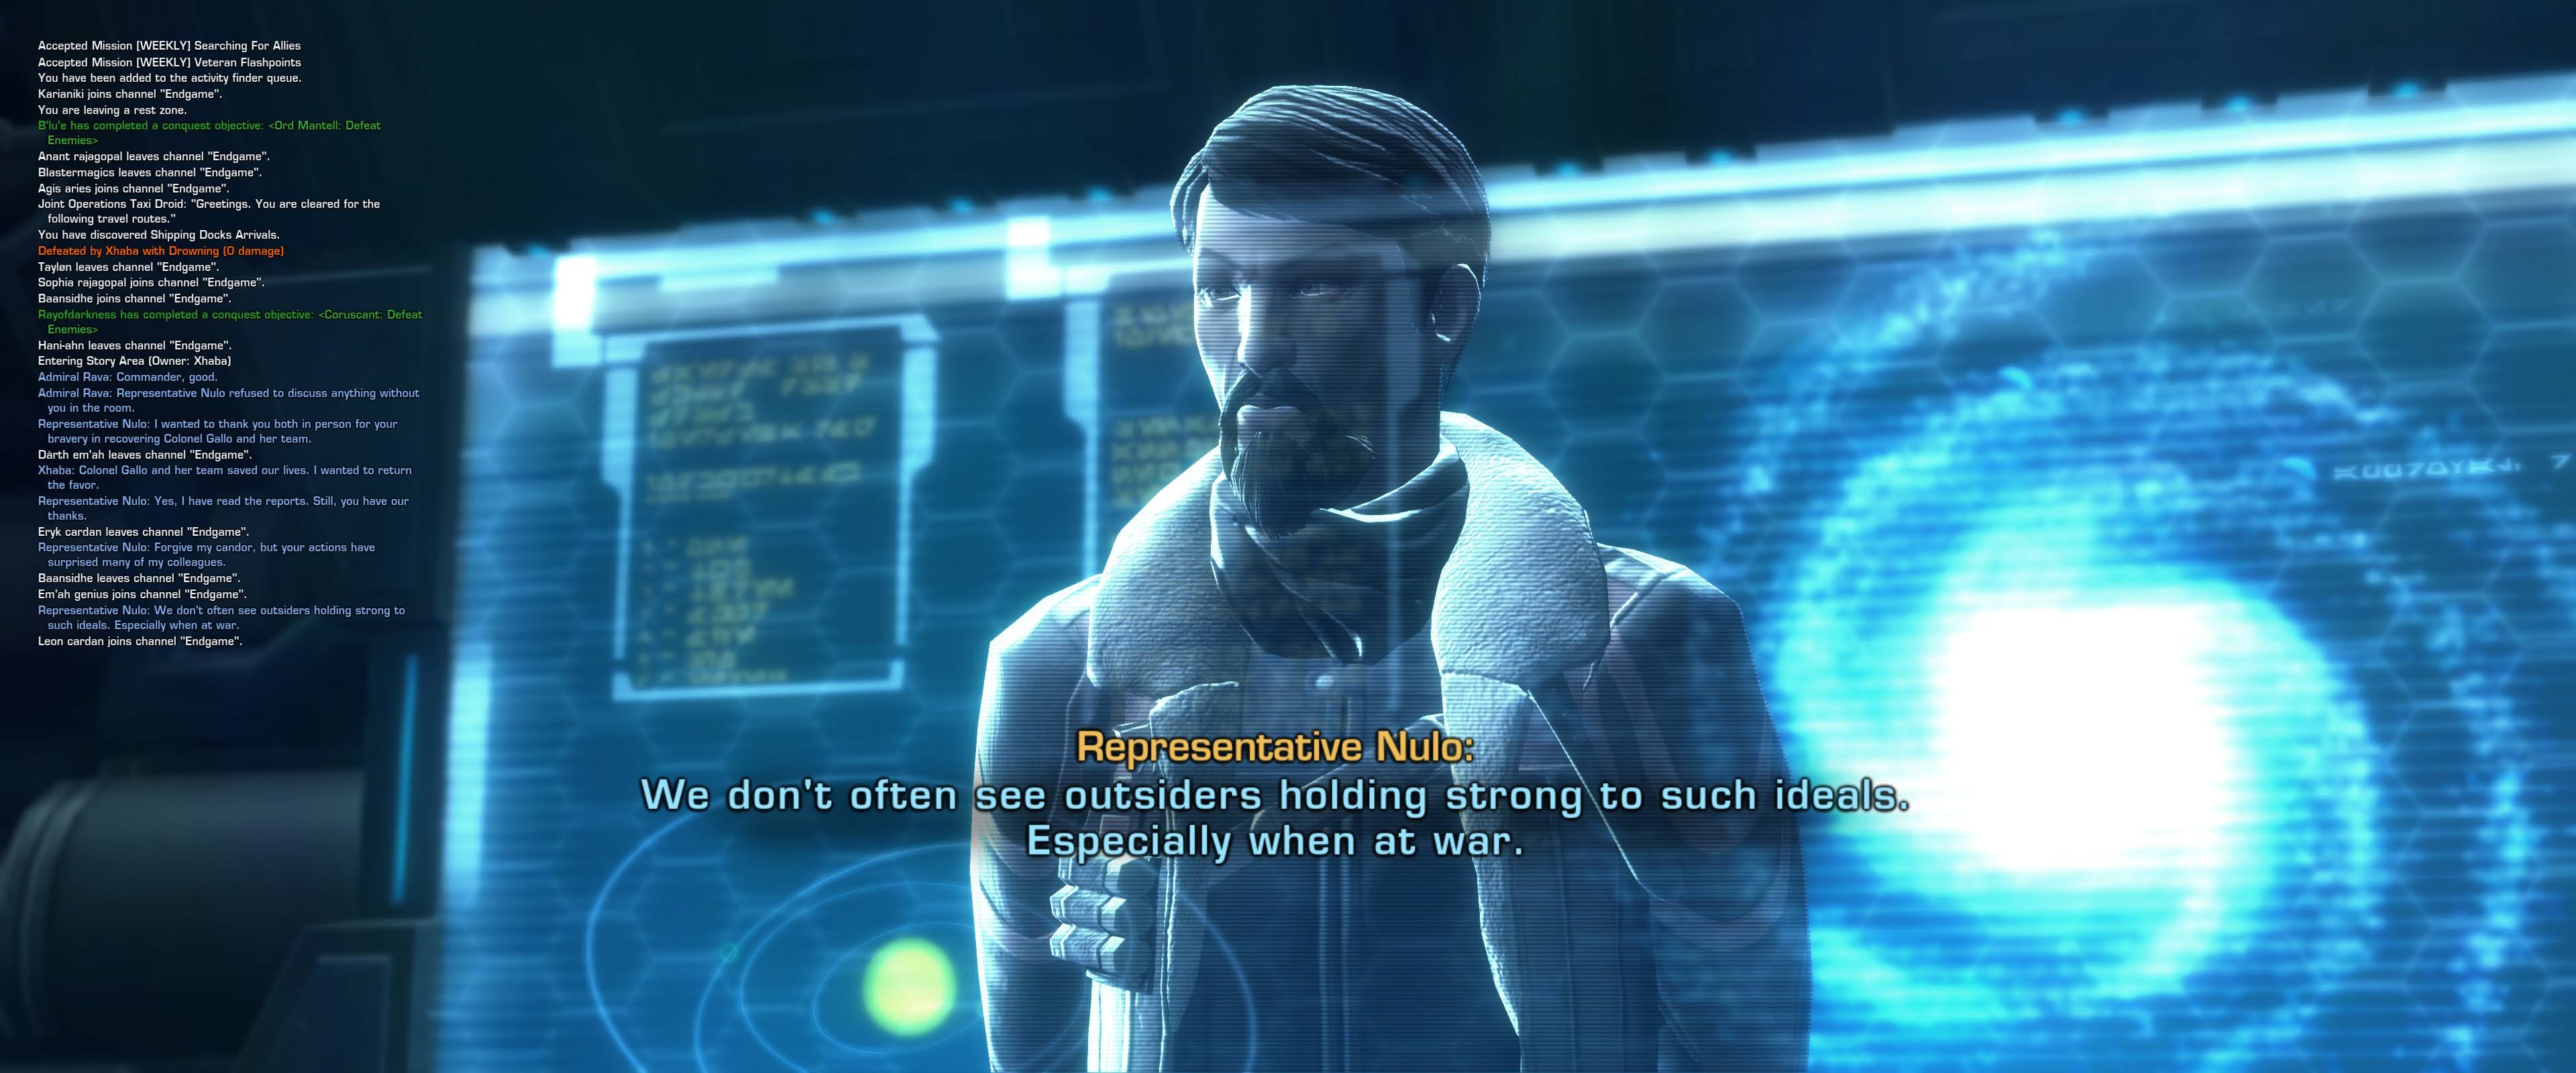 Accepted Mission [WEEKLY] Searching For Allies
Accepted Mission [WEEKLY] Veteran Flashpoints
You have been added to the activity finder queue.
Karianiki joins channel "Endgame".
You are leaving a rest zone.
B'lu'e has completed a conquest objective: <Ord Mantell: Defeat
Enemies>
Anant rajagopal leaves channel "Endgame".
Blastermagics leaves channel "Endgame".
Agis aries joins channel "Endgame".
Joint Operations Taxi Droid: "Greetings. You are cleared for the
following travel routes."
You have discovered Shipping Docks Arrivals.
Defeated by Xhaba with Drowning (0 damage)
Tayløn leaves channel "Endgame".
Sophia rajagopal joins channel "Endgame".
Baansidhe joins channel "Endgame".
Rayofdarkness has completed a conquest objective: <Coruscant: Defeat
Enemies>
Hani-ahn leaves channel "Endgame".
Entering Story Area (Owner: Xhaba)
Admiral Rava: Commander, good.
Admiral Rava: Representative Nulo refused to discuss anything without
you in the room.
Representative Nulo: I wanted to thank you both in person for your
bravery in recovering Colonel Gallo and her team.
Dàrth em'ah leaves channel "Endgame".
Xhaba: Colonel Gallo and her team saved our lives. I wanted to return
the favor.
Representative Nulo: Yes, I have read the reports. Still, you have our
thanks.
Eryk cardan leaves channel "Endgame".
Representative Nulo: Forgive my candor, but your actions have
surprised many of my colleagues.
Baansidhe leaves channel "Endgame".
Em'ah genius joins channel "Endgame".
Representative Nulo: We don't often see outsiders holding strong to
such ideals. Especially when at war.
Leon cardan joins channel "Endgame".
Representative Nulo:
We don't often see outsiders holding strong to such ideals.
Especially when at war.